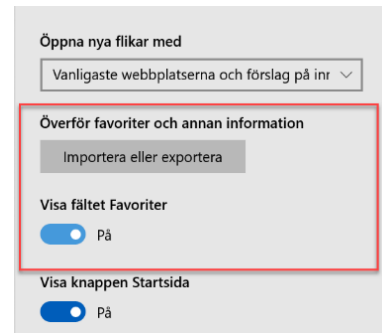 Öppna nya flikar med
Vanligaste webbplatserna och förslag på inr
Överför favoriter och annan information
Importera eller exportera
Visa fältet Favoriter
På
Visa knappen Startsida
På